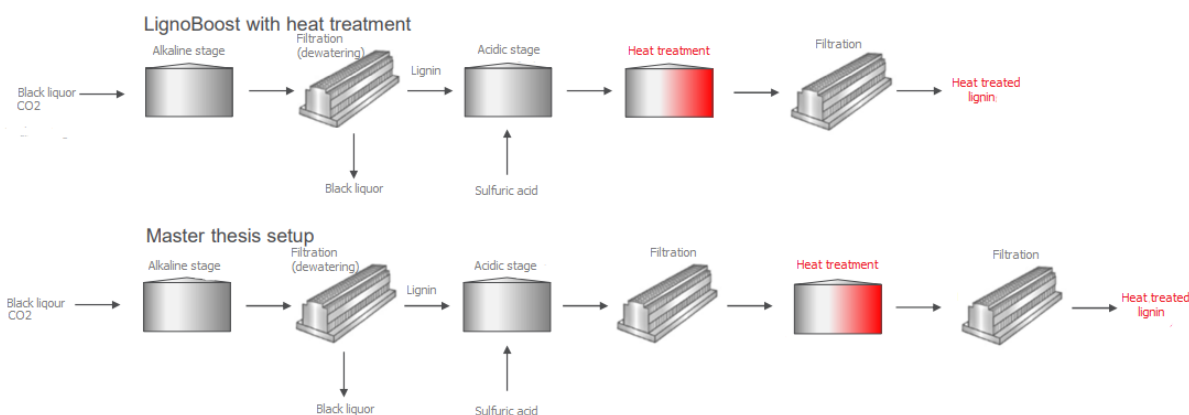 LignoBoost with heat treatment
Alkaline stage
Filtration
(dewatering)
Lignin
Acidic stage
Heat treatment
Filtration
Black liquor
CO2
Heat treated
lignin
Black liquor
Sulfuric acid
Master thesis setup
Alkaline stage
Filtration
(dewatering)
Lignin
Acidic stage
Filtration
Heat treatment
Filtration
Black liqour
CO2
Heat treated
lignin
Black liquor
Sulfuric acid